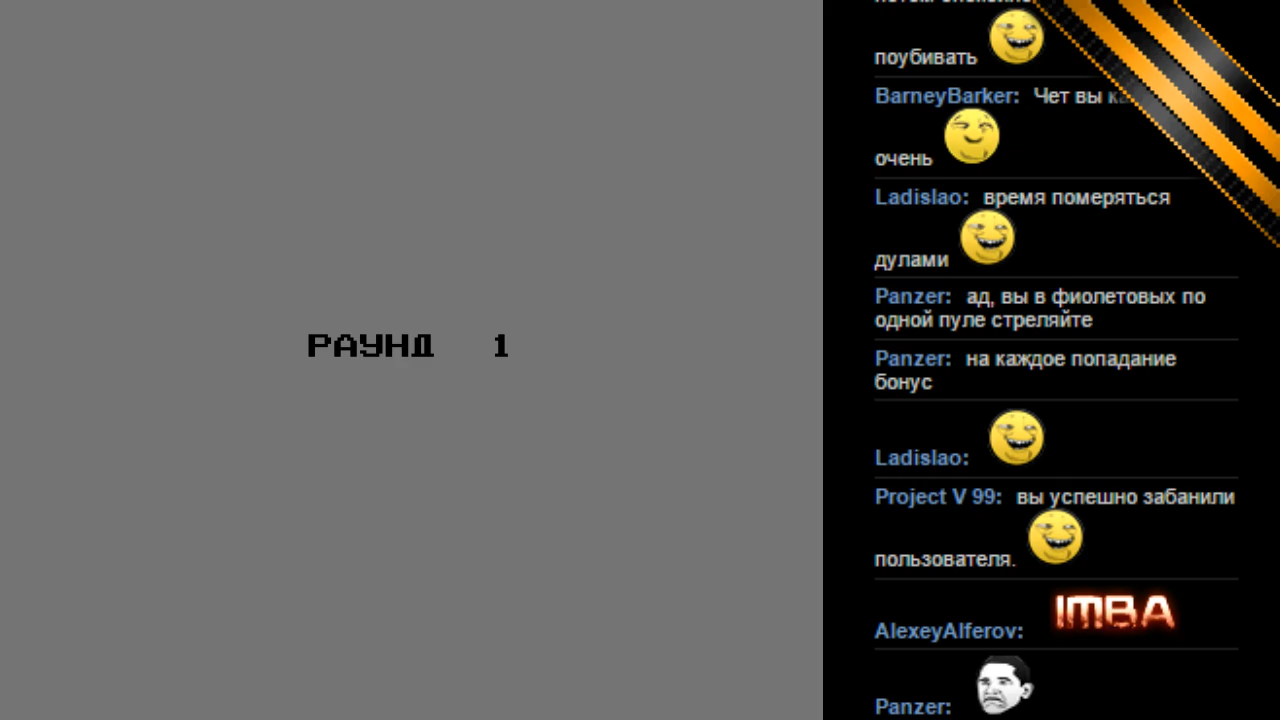 РАУНД 1
поубивать
BarneyBarker: Чет вы
очень
Ladislao: время померяться
дулами
Panzer: ад, вы в фиолетовых по
одной пуле стреляйте
Panzer: на каждое попадание
бонус
Ladislao:
Project V 99: вы успешно забанили
пользователя.
AlexeyAlferov: IMBA
Panzer: